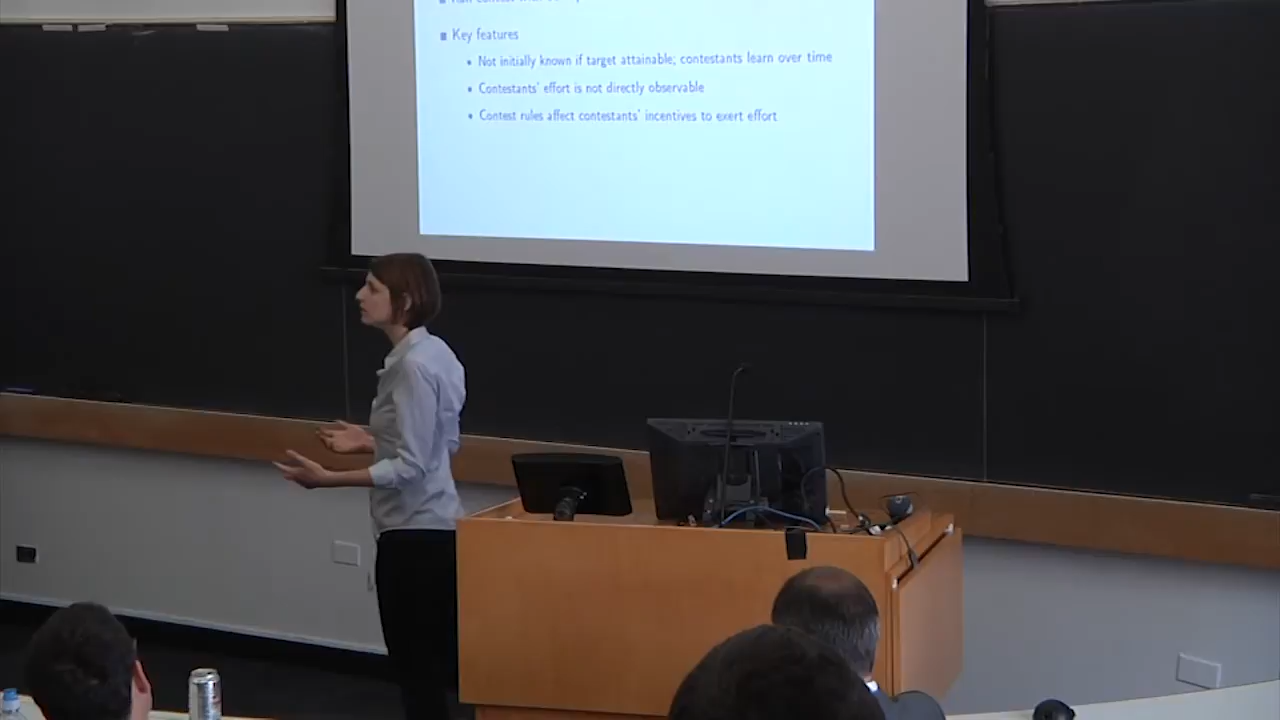 Key features
Not initially known if target attainable; contestants learn over time
Contestants' effort is not directly observable
Contest rules affect contestants' incentives to exert effort